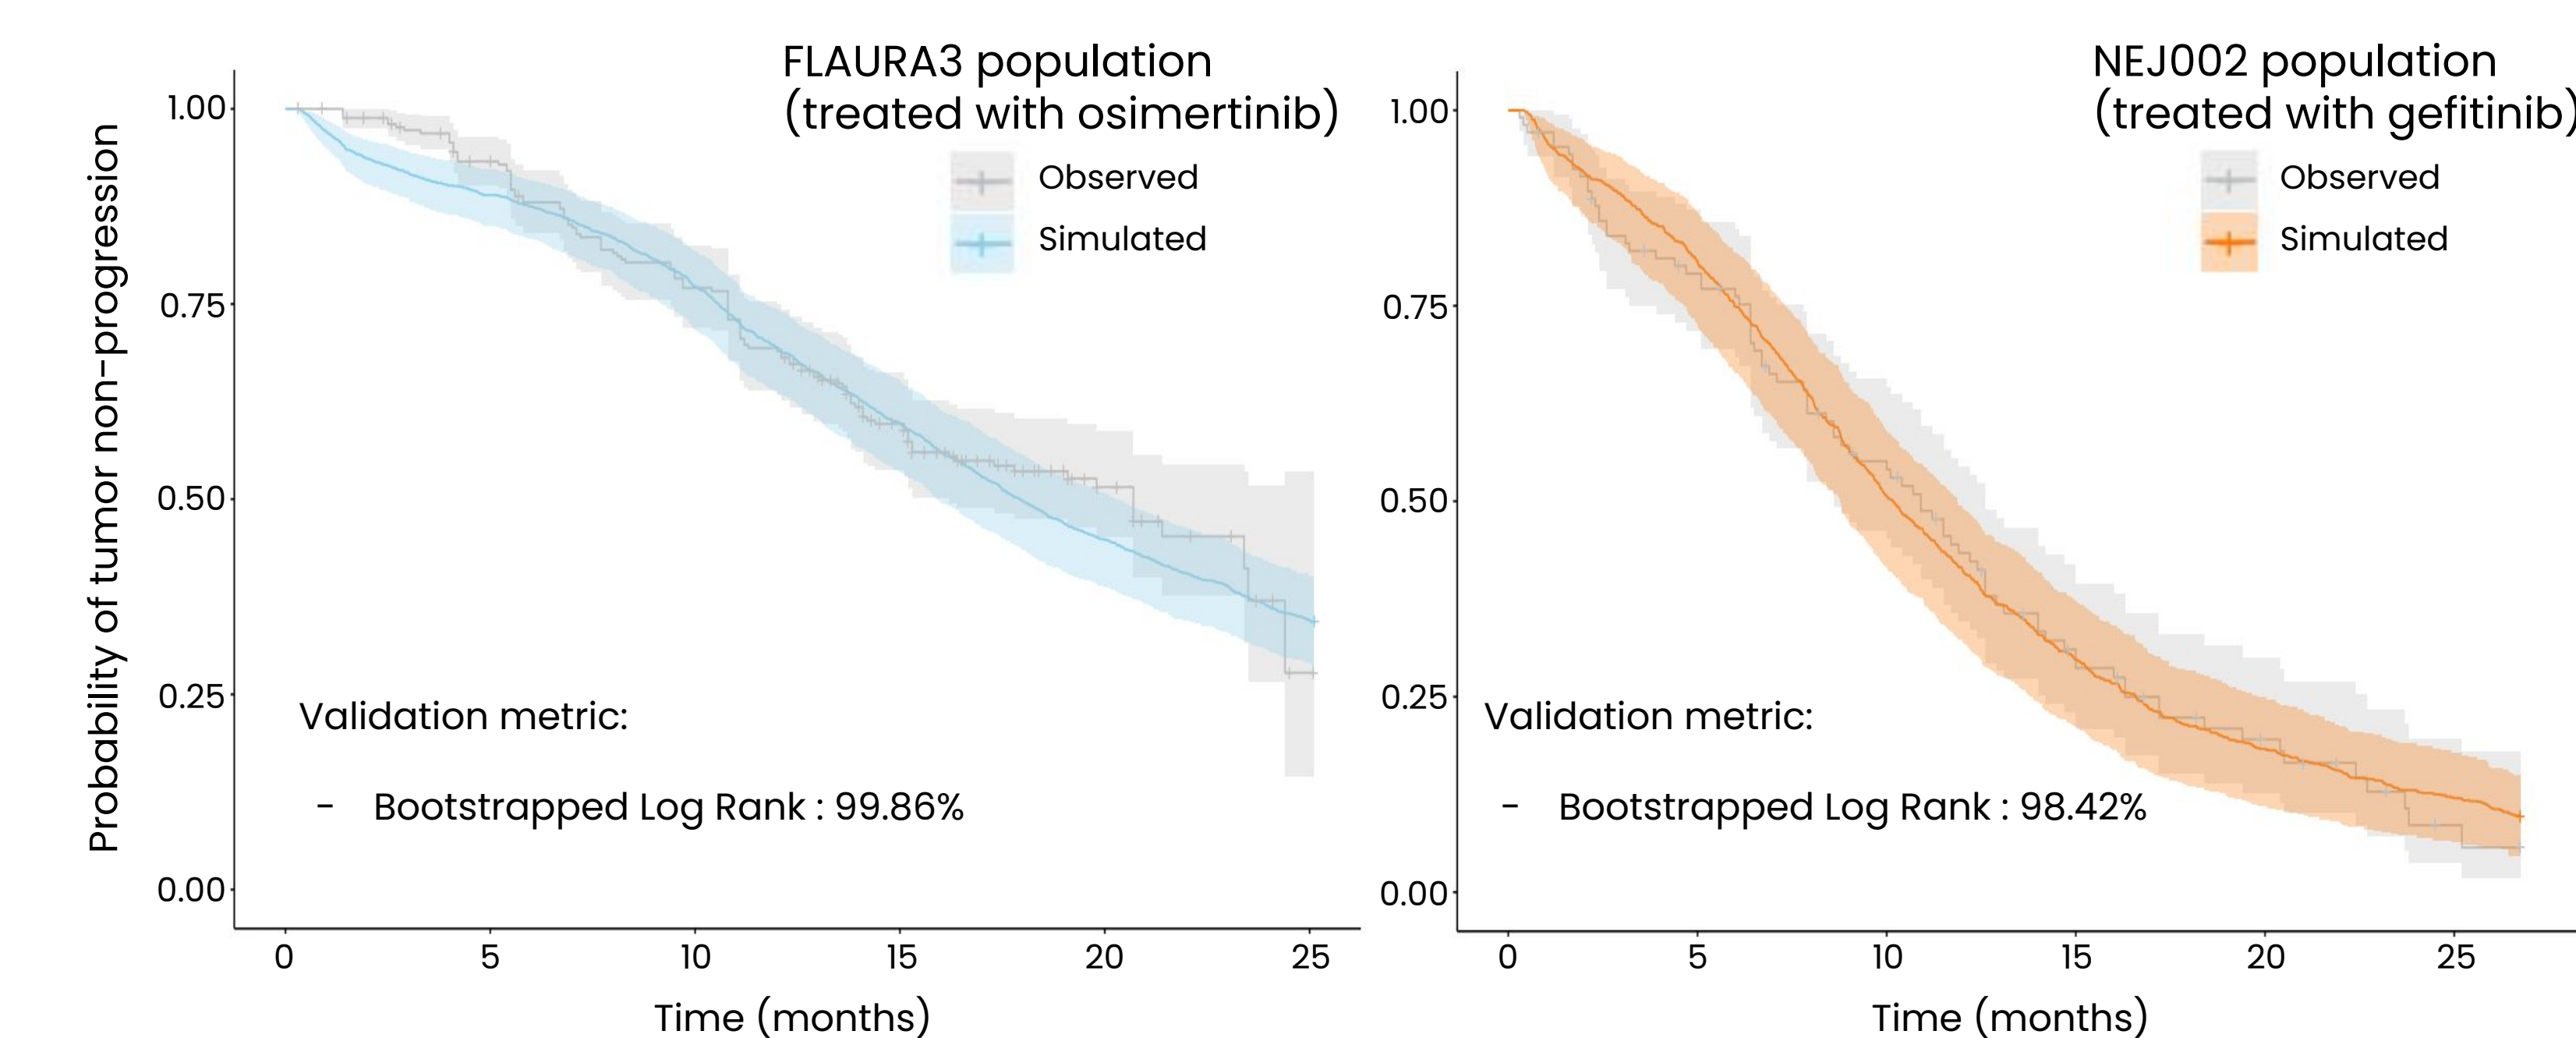 FLAURA3 population
(treated with osimertinib)
Observed
Simulated
Probability of tumor non-progression
1.00
0.75
0.50
0.25
0.00
Validation metric:
- Bootstrapped Log Rank : 99.86%
0 5 10 15 20 25
Time (months)
NEJ002 population
(treated with gefitinib)
Observed
Simulated
1.00
0.75
0.50
0.25
0.00
Validation metric:
- Bootstrapped Log Rank : 98.42%
0 5 10 15 20 25
Time (months)